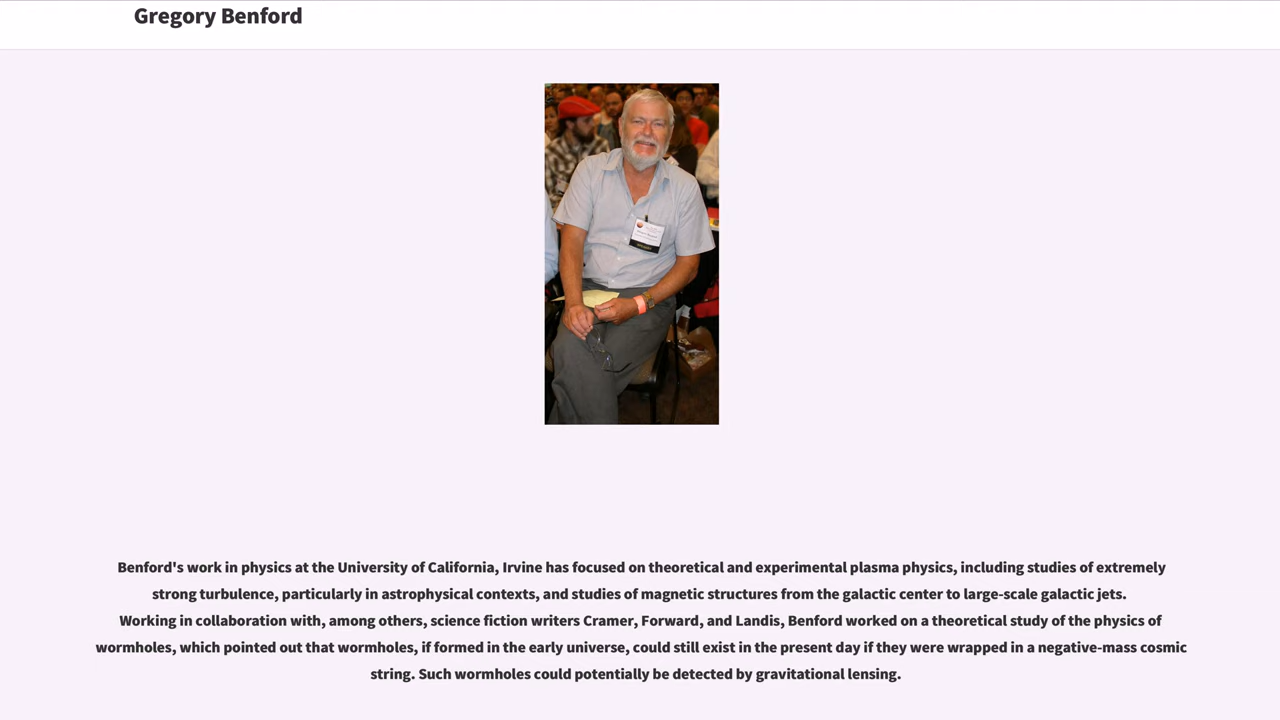 Gregory Benford
Benford's work in physics at the University of California, Irvine has focused on theoretical and experimental plasma physics, including studies of extremely
strong turbulence, particularly in astrophysical contexts, and studies of magnetic structures from the galactic center to large-scale galactic jets.
Working in collaboration with, among others, science fiction writers Cramer, Forward, and Landis, Benford worked on a theoretical study of the physics of
wormholes, which pointed out that wormholes, if formed in the early universe, could still exist in the present day if they were wrapped in a negative-mass cosmic
string. Such wormholes could potentially be detected by gravitational lensing.